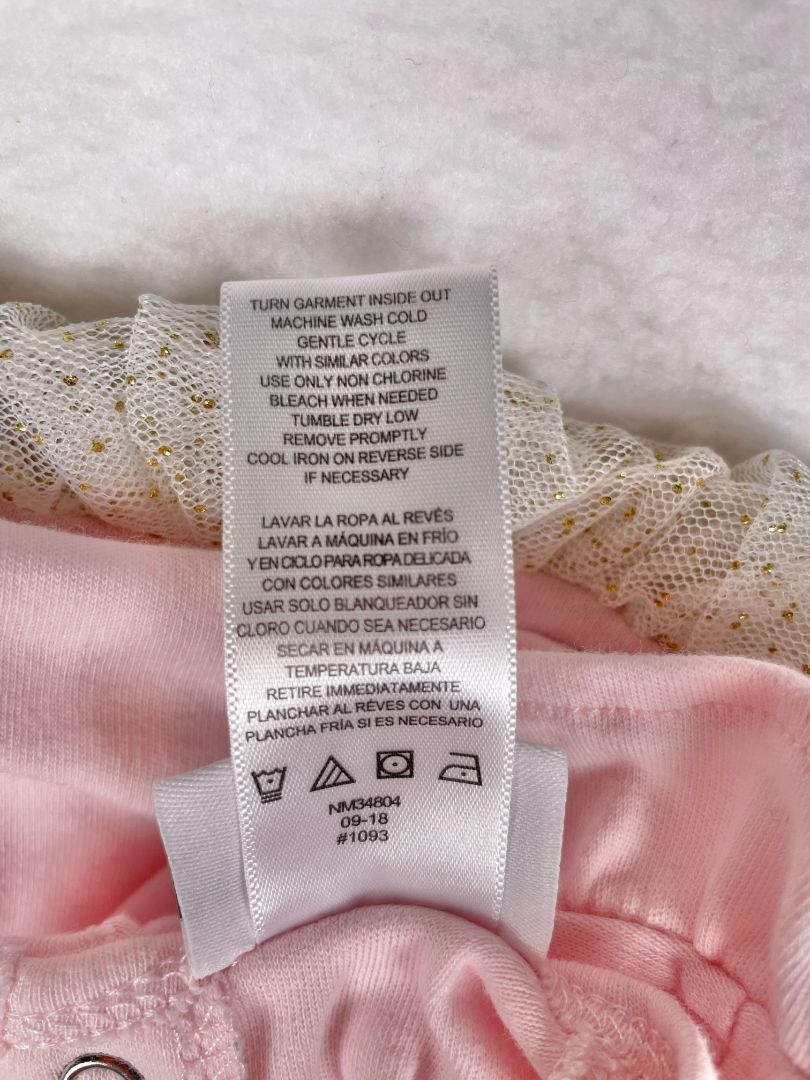 TURN GARMENT INSIDE OUT
MACHINE WASH COLD
GENTLE CYCLE
WITH SIMILAR COLORS
USE ONLY NON CHLORINE
BLEACH WHEN NEEDED
TUMBLE DRY LOW
REMOVE PROMPTLY
COOL IRON ON REVERSE SIDE
IF NECESSARY
LAVAR LA ROPA AL REVÉS
LAVAR A MÁQUINA EN FRÍO
Y EN CICLO PARA ROPA DELICADA
CON COLORES SIMILARES
USAR SOLO BLANQUEADOR SIN
CLORO CUANDO SEA NECESARIO
SECAR EN MÁQUINA A
TEMPERATURA BAJA
RETIRE IMMEDIATAMENTE
PLANCHAR AL RÉVES CON UNA
PLANCHA FRÍA SI ES NECESARIO
NM34804
09-18
#1093